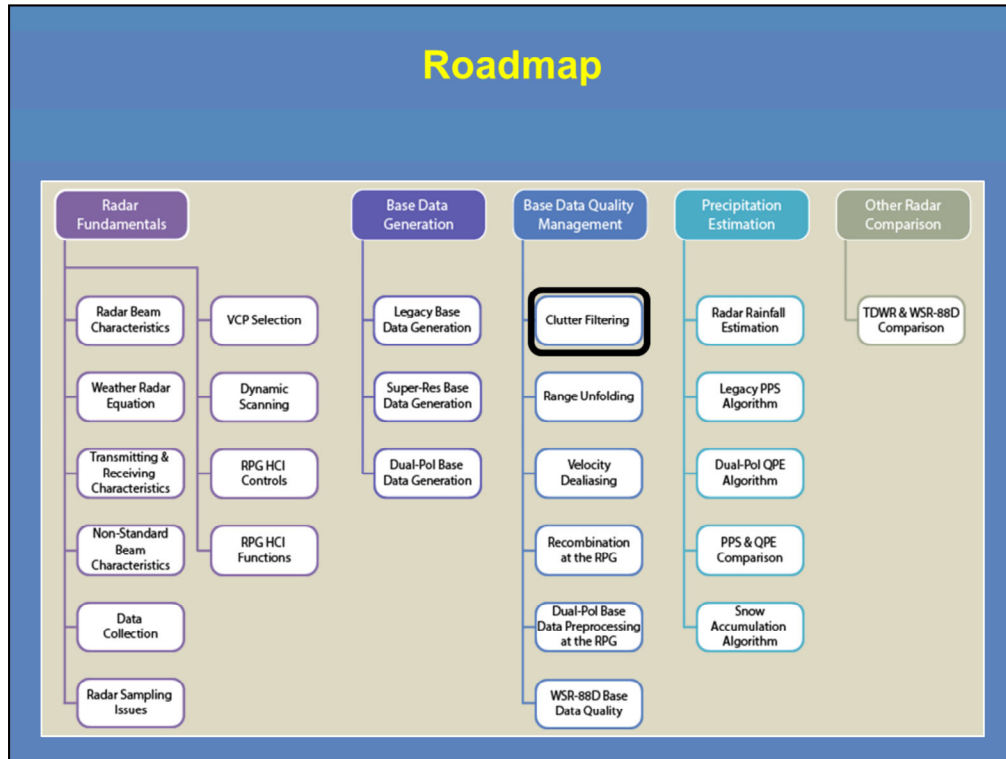 Roadmap
Radar
Fundamentals
Radar Beam
Characteristics
Weather Radar
Equation
Transmitting &
Receiving
Characteristics
Non-Standard
Beam
Characteristics
Data
Collection
Radar Sampling
Issues
VCP Selection
Dynamic
Scanning
RPG HCI
Controls
RPG HCI
Functions
Base Data
Generation
Legacy Base
Data Generation
Super-Res Base
Data Generation
Dual-Pol Base
Data Generation
Base Data Quality
Management
Clutter Filtering
Range Unfolding
Velocity
Dealiasing
Recombination
at the RPG
Dual-Pol Base
Data Preprocessing
at the RPG
WSR-88D Base
Data Quality
Precipitation
Estimation
Radar Rainfall
Estimation
Legacy PPS
Algorithm
Dual-Pol QPE
Algorithm
PPS & QPE
Comparison
Snow
Accumulation
Algorithm
Other Radar
Comparison
TDWR & WSR-88D
Comparison